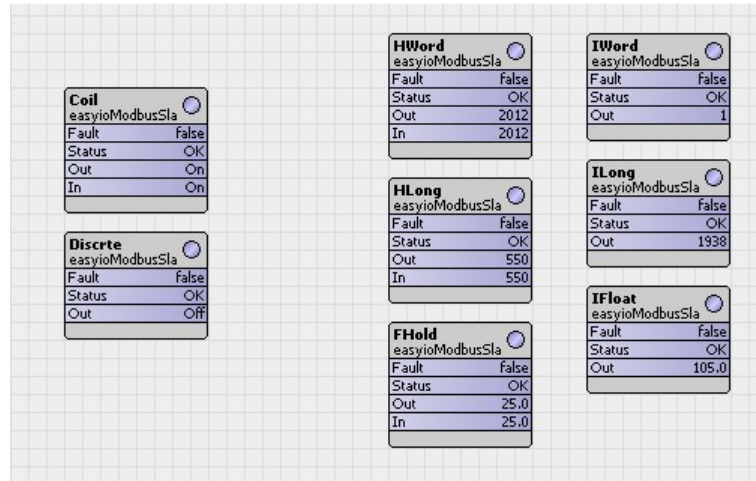 Coil
easyioModbusSla
Fault false
Status OK
Out On
In On
Discrte
easyioModbusSla
Fault false
Status OK
Out Off
HWord
easyioModbusSla
Fault false
Status OK
Out 2012
In 2012
HLong
easyioModbusSla
Fault false
Status OK
Out 550
In 550
FHold
easyioModbusSla
Fault false
Status OK
Out 25.0
In 25.0
IWord
easyioModbusSla
Fault false
Status OK
Out 1
ILong
easyioModbusSla
Fault false
Status OK
Out 1938
IFloat
easyioModbusSla
Fault false
Status OK
Out 105.0